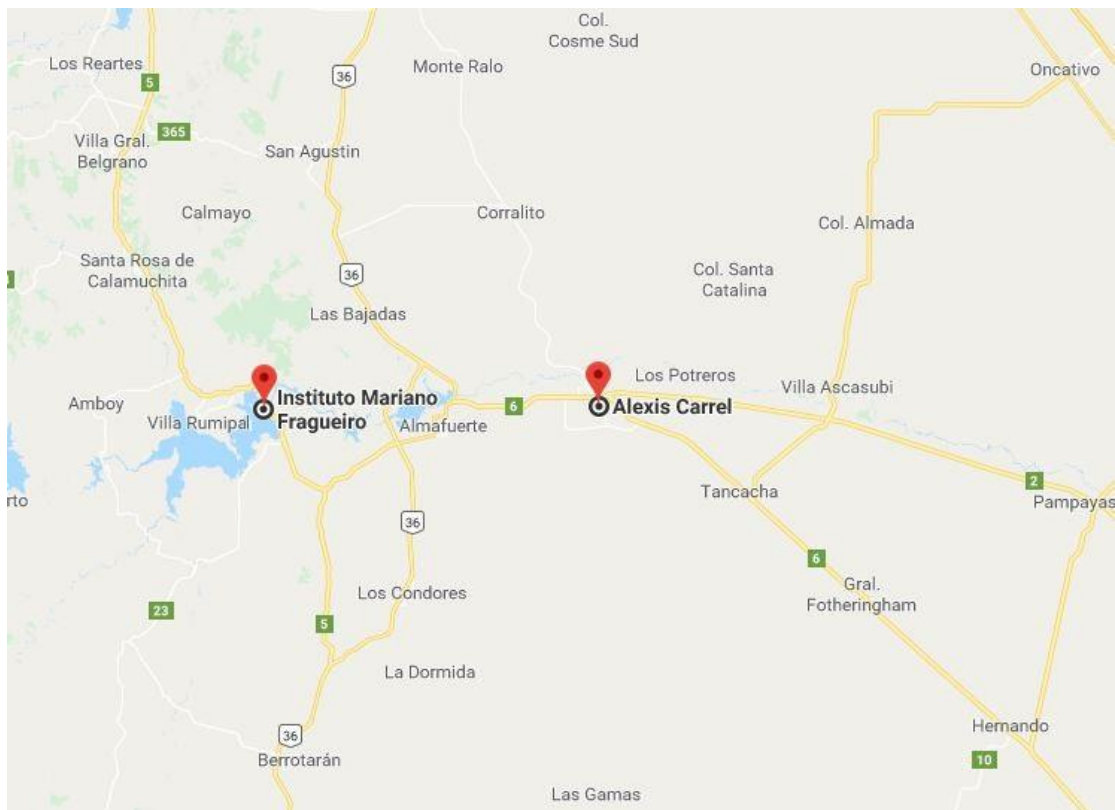 Col.
Cosme Sud
Los Reartes
Monte Ralo
Oncativo
36
5
365
Villa Gral.
Belgrano
San Agustin
Calmayo
Corralito
Col. Almada
Santa Rosa de
Calamuchita
36
Col. Santa
Catalina
Las Bajadas
Los Potreros
Villa Ascasubi
Amboy
Instituto Mariano
Fragueiro
6
Alexis Carrel
Villa Rumipal
Almafuerte
Tancacha
2
rto
Pampayas
36
6
Los Condores
Gral.
Fotheringham
23
5
La Dormida
Hernando
36
Berrotarán
10
Las Gamas